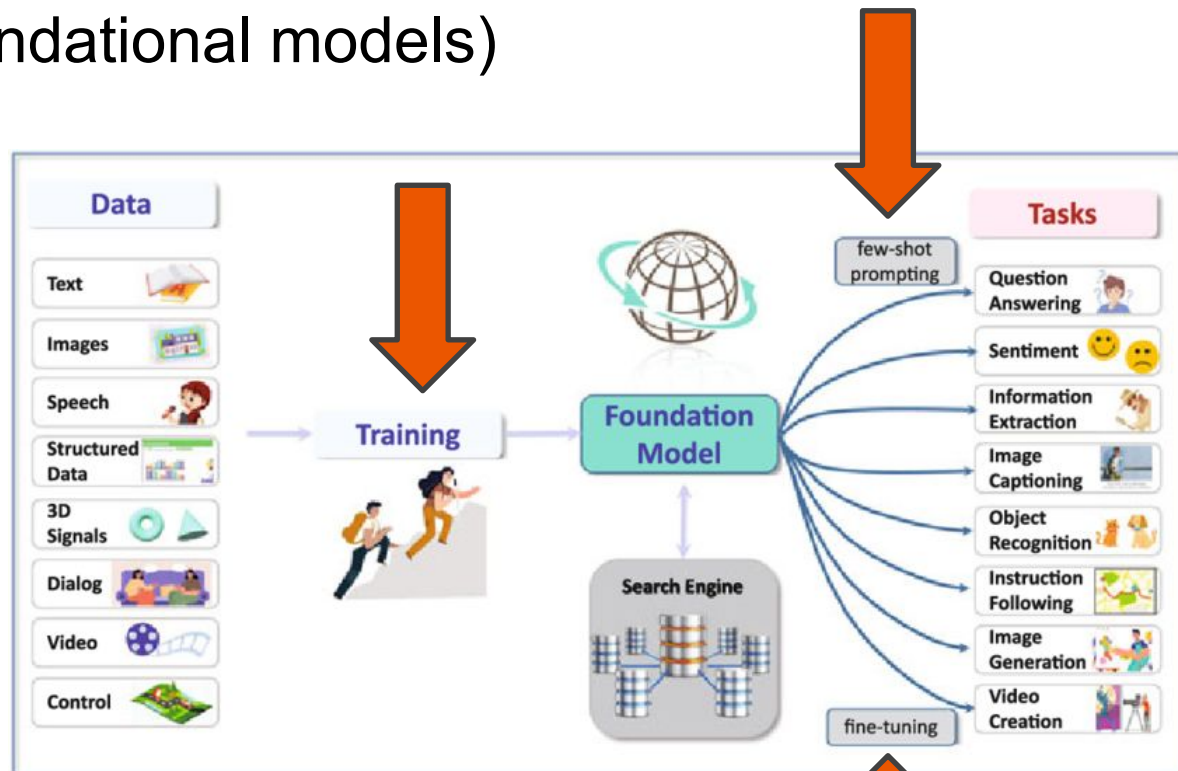 ndational models)
Data
Text
Images
Speech
Structured
Data
3D
Signals
Dialog
Video
Control
Training
Foundation
Model
Search Engine
few-shot
prompting
fine-tuning
Tasks
Question
Answering
Sentiment
Information
Extraction
Image
Captioning
Object
Recognition
Instruction
Following
Image
Generation
Video
Creation